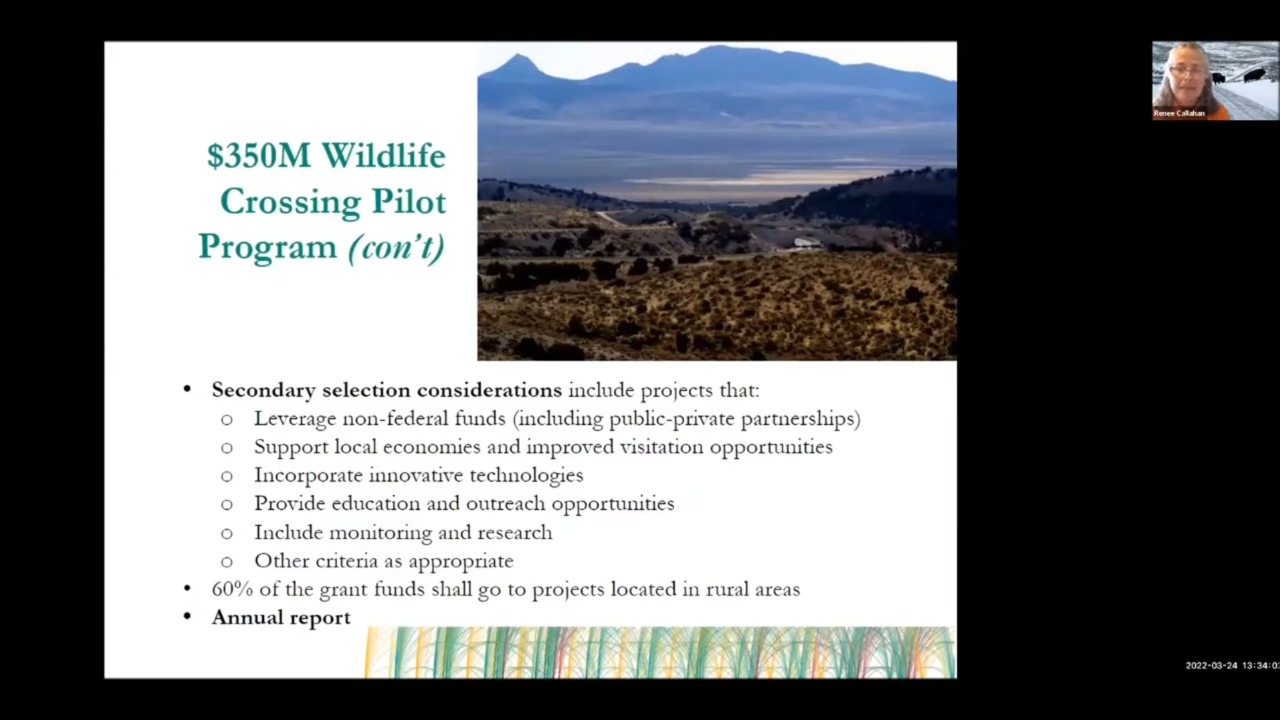 $350M Wildlife
Crossing Pilot
Program (con't)
• Secondary selection considerations include projects that:
o Leverage non-federal funds (including public-private partnerships)
o Support local economies and improved visitation opportunities
o Incorporate innovative technologies
o Provide education and outreach opportunities
o Include monitoring and research
o Other criteria as appropriate
• 60% of the grant funds shall go to projects located in rural areas
• Annual report
Renee Callahan
2022-03-24 13:34:0